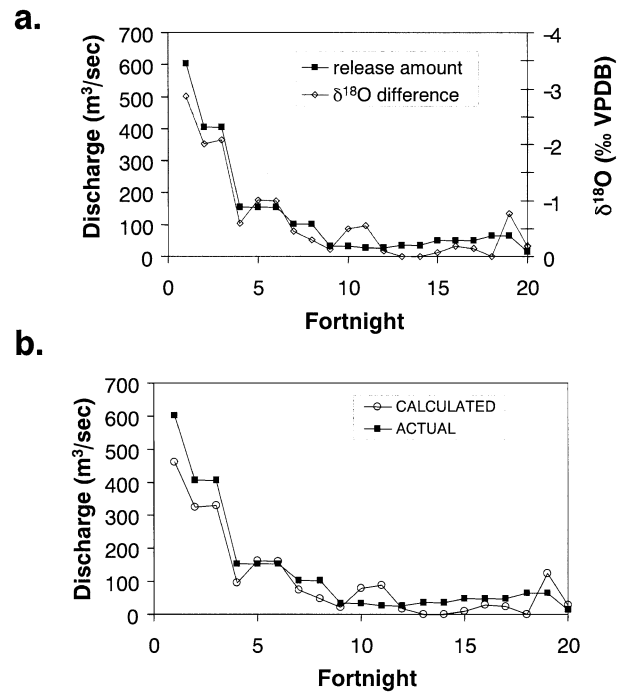 a.
700
600
500
400
300
200
100
0
Discharge (m³/sec)
release amount
δ¹⁸O difference
–4
–3
–2
–1
0
δ¹⁸O (‰ VPDB)
0 5 10 15 20
Fortnight
b.
700
600
500
400
300
200
100
0
Discharge (m³/sec)
CALCULATED
ACTUAL
0 5 10 15 20
Fortnight